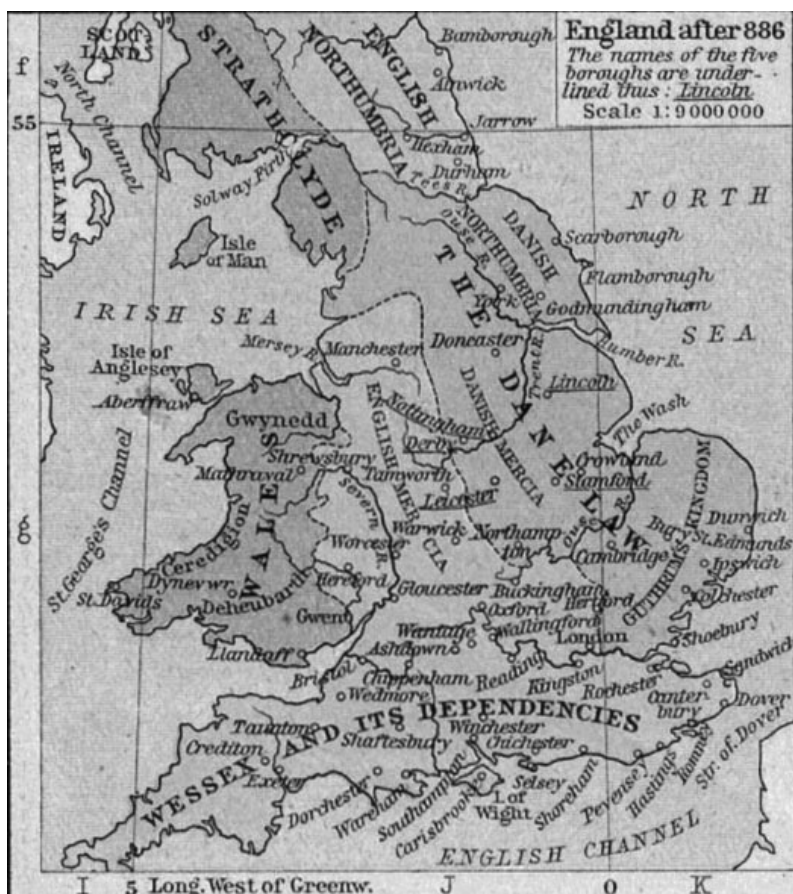 England after 886
The names of the five
boroughs are under-
lined thus: Lincoln
Scale 1:9000000
SCOT
LAND
North Channel
IRELAND
STRATHCLYDE
ENGLISH
NORTHUMBRIA
Bamborough
Alnwick
Jarrow
Hexham
Durham
Tees R.
Solway Firth
Isle
of Man
Ouse R.
DANISH
NORTHUMBRIA
NORTH
SEA
Scarborough
Flamborough
York
Godmundingham
IRISH SEA
THE DANELAW
Mersey R.
Manchester
Doncaster
Trent R.
Humber R.
Isle of
Anglesey
Aberffraw
Lincoln
Gwynedd
Nottingham
Derby
The Wash
ENGLISH MERCIA
DANISH MERCIA
Shrewsbury
Mathraval
Tamworth
Leicester
Crowland
Stamford
WALES
Severn R.
Ouse R.
GUTHRUM'S KINGDOM
St. George's Channel
Ceredigion
Worcester
Warwick
Northamp
ton
Bury
St. Edmunds
Dunwich
Cambridge
Ipswich
Dynevwr
Deheubarth
St. Davids
Hereford
Gwent
Gloucester
Buckingham
Oxford
Hertford
Colchester
Llandaff
Wantage
Wallingford
London
Shoebury
Ashdown
Bristol
Chippenham
Reading
Kingston
Rochester
Sandwich
Canter
bury
Dover
Wedmore
WESSEX AND ITS DEPENDENCIES
Taunton
Winchester
Shaftesbury
Chichester
Crediton
Exeter
Dorchester
Wareham
Southampton
Carisbrooke
I. of
Wight
Selsey
Shoreham
Pevensey
Hastings
Romney
Str. of. Dover
ENGLISH CHANNEL
f
55
g
I 5 Long. West of Greenw. J 0 K